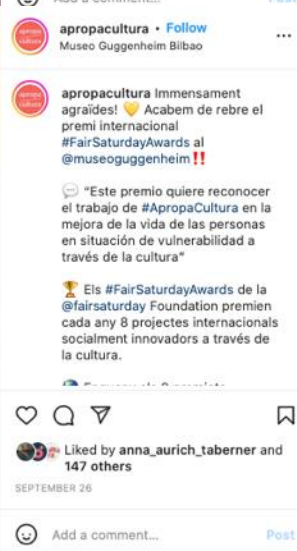 Add a comment... Post
apropacultura • Follow
Museo Guggenheim Bilbao
apropacultura Immensament
agraïdes! 💛 Acabem de rebre el
premi internacional
#FairSaturdayAwards al
@museoguggenheim‼️
💬 “Este premio quiere reconocer
el trabajo de #ApropaCultura en la
mejora de la vida de las personas
en situación de vulnerabilidad a
través de la cultura”
🏆 Els #FairSaturdayAwards de la
@fairsaturday Foundation premien
cada any 8 projectes internacionals
socialment innovadors a través de
la cultura.
Liked by anna_aurich_taberner and
147 others
SEPTEMBER 26
Add a comment... Post